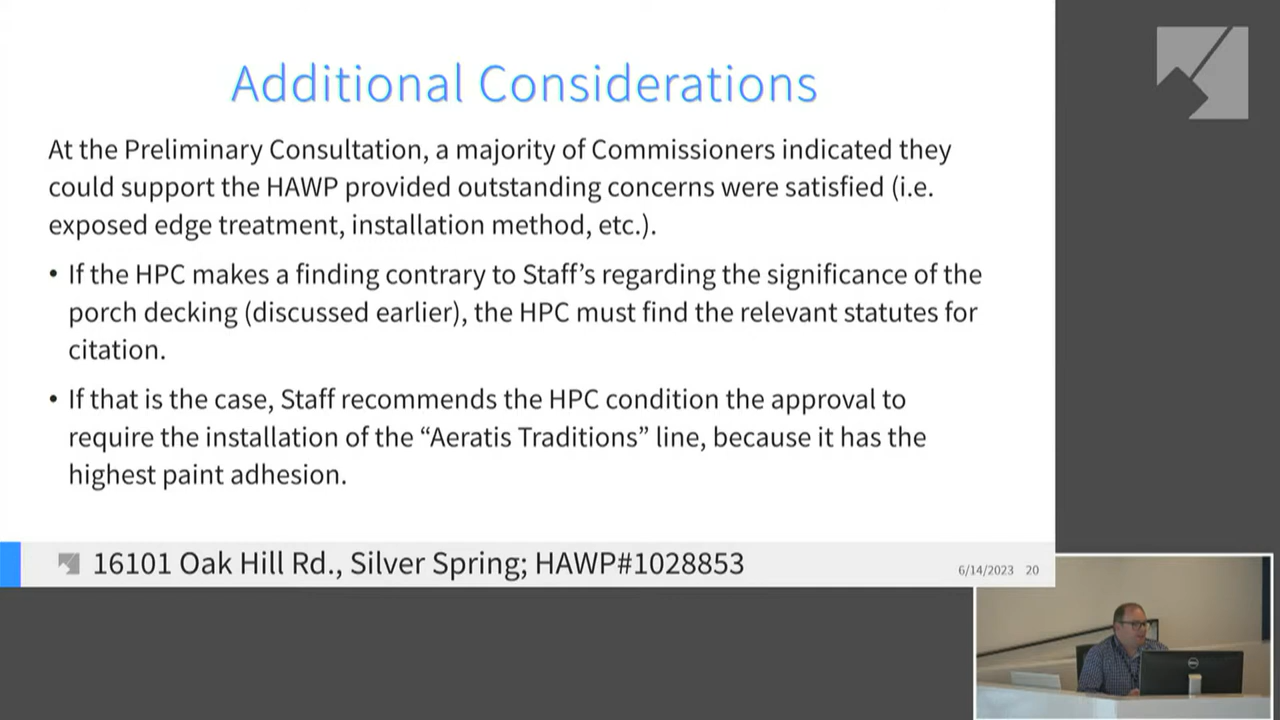 Additional Considerations
At the Preliminary Consultation, a majority of Commissioners indicated they
could support the HAWP provided outstanding concerns were satisfied (i.e.
exposed edge treatment, installation method, etc.).
• If the HPC makes a finding contrary to Staff’s regarding the significance of the
porch decking (discussed earlier), the HPC must find the relevant statutes for
citation.
• If that is the case, Staff recommends the HPC condition the approval to
require the installation of the “Aeratis Traditions” line, because it has the
highest paint adhesion.
16101 Oak Hill Rd., Silver Spring; HAWP#1028853
6/14/2023 20
DELL